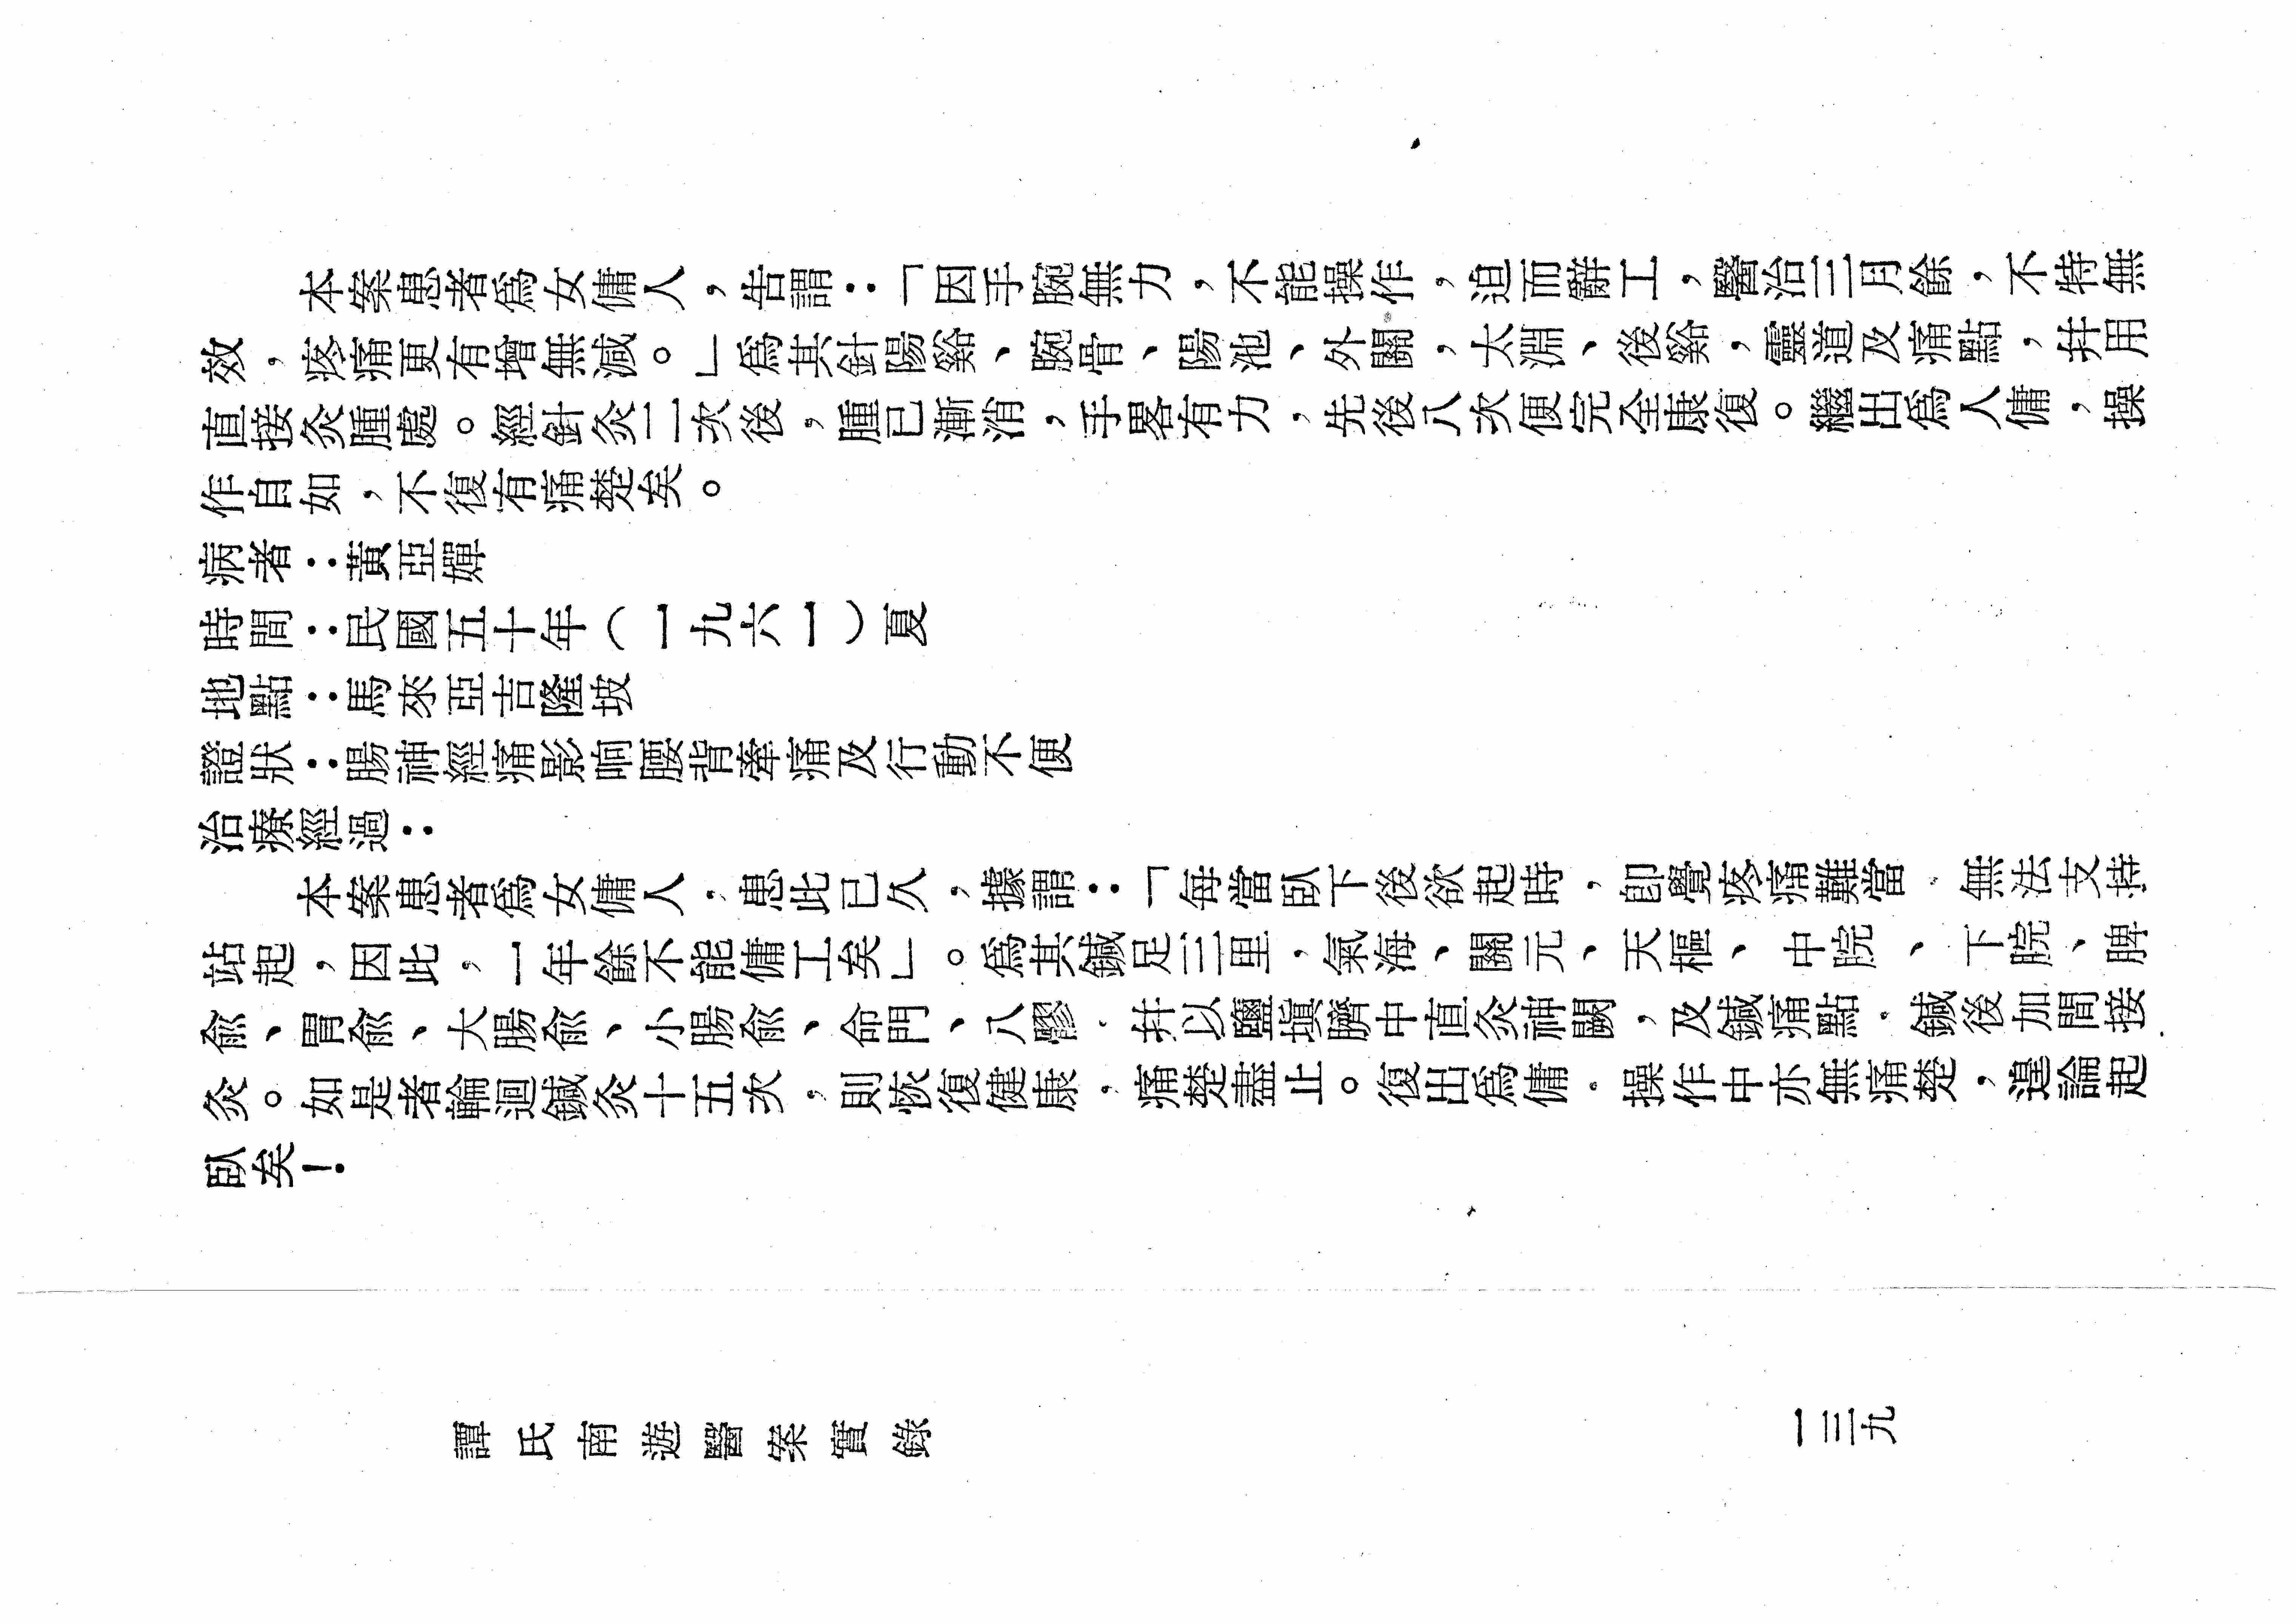 本案患者爲女傭人，告謂：「因手腕無力，不能操作，迫而辭工，醫治三月餘，不特無
效，疼痛更有增無減。」爲其針陽谿、腕骨、陽池、外關，太淵、後谿，靈道及痛點，幷用
直接灸腫處。經針灸二次後，腫已漸消，手畧有力，先後八次便完全康復。繼出爲人傭，操
作自如，不復有痛楚矣。
病者：黃亞嬋
時間：民國五十年（一九六一）夏
地點：馬來亞吉隆坡
證狀：腸神經痛影响腰背牽痛及行動不便
治療經過：
本案患者爲女傭人，患此已久，據謂：「每當臥下後欲起時，卽覺疼痛難當、無法支持
站起，因此，一年餘不能傭工矣」。爲其鍼足三里，氣海、關元、天樞、中脘、下脘、脾
兪、胃兪、大腸兪、小腸兪、命門、八髎．幷以鹽塡臍中直灸神闕，及鍼痛點．鍼後加間接
灸。如是者輪迴鍼灸十五次，則恢復健康，痛楚盡止。復出爲傭．操作中亦無痛楚，遑論起
臥矣！
譚氏南遊醫案實錄
一三九